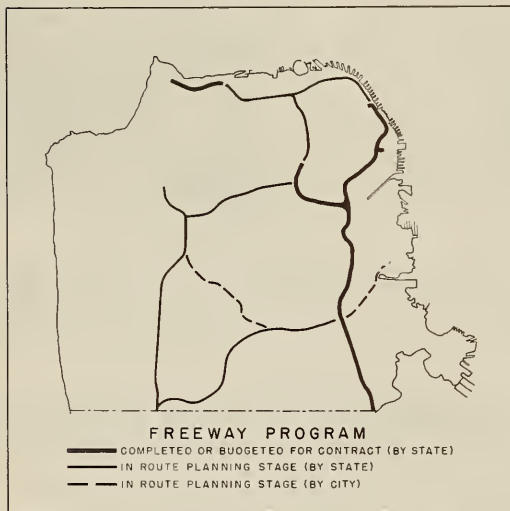 FREEWAY PROGRAM
COMPLETED OR BUDGETED FOR CONTRACT (BY STATE)
IN ROUTE PLANNING STAGE (BY STATE)
IN ROUTE PLANNING STAGE (BY CITY)